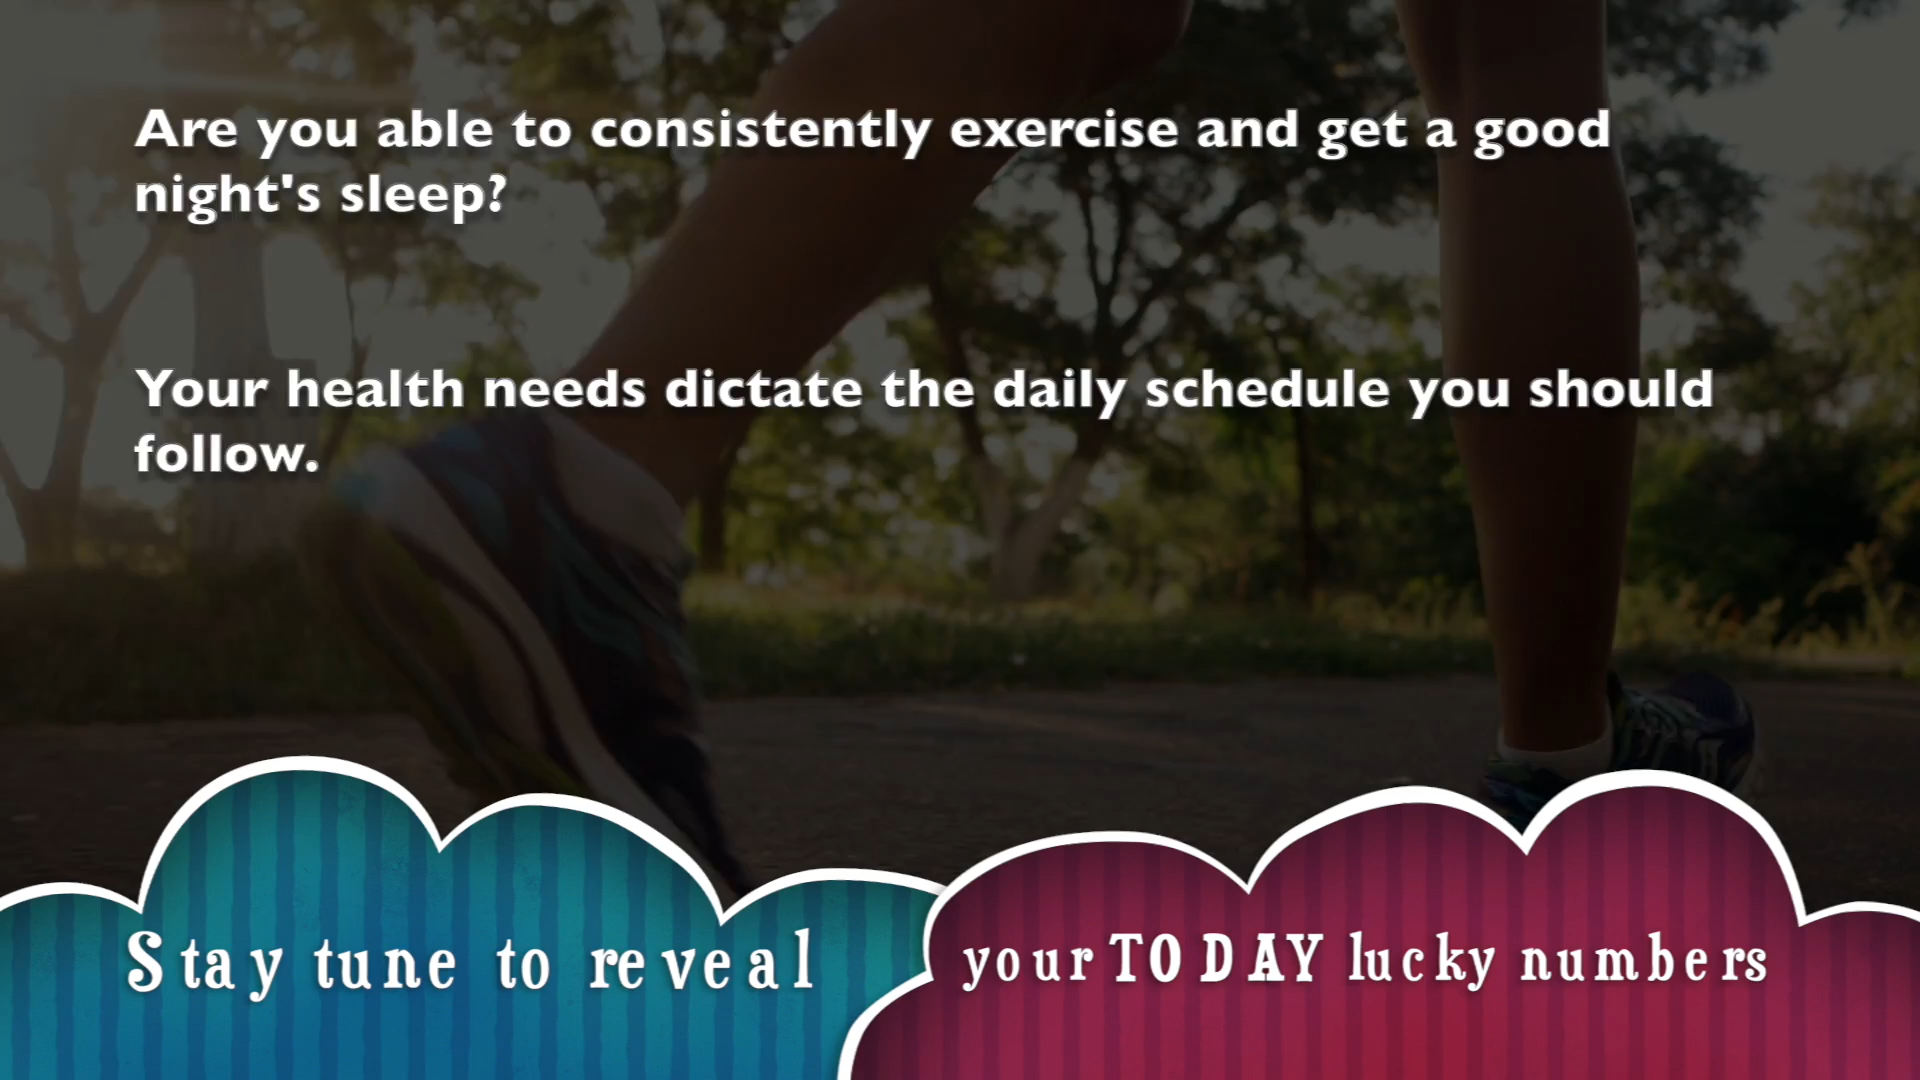 Are you able to consistently exercise and get a good
night's sleep?
Your health needs dictate the daily schedule you should
follow.
Stay tune to reveal your TODAY lucky numbers